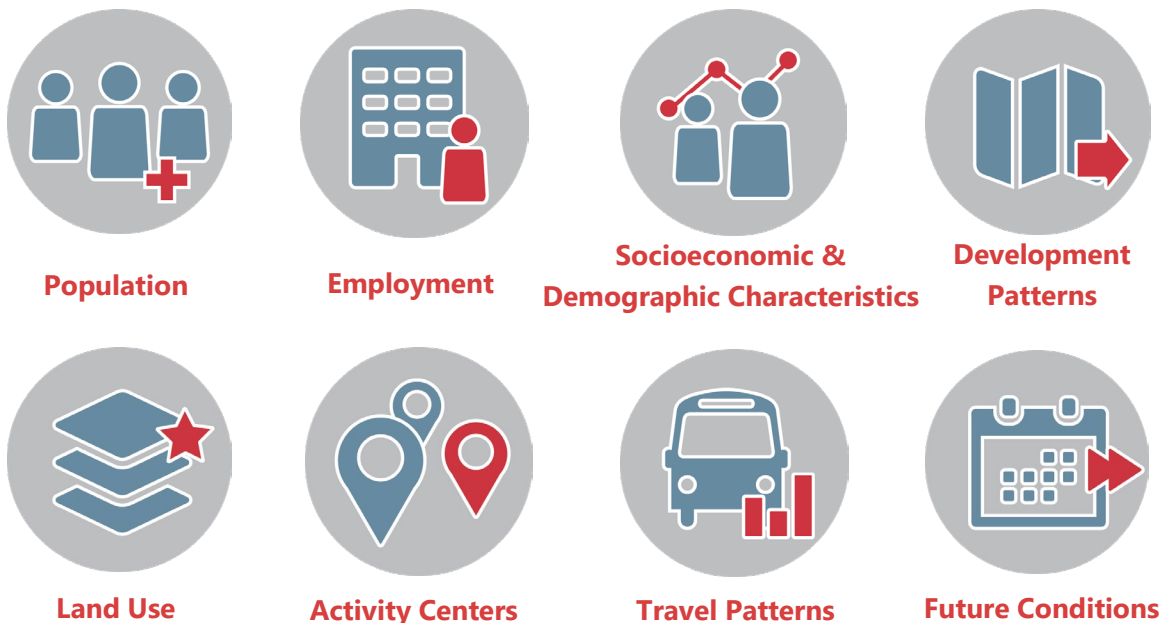 Population
Employment
Socioeconomic &
Demographic Characteristics
Development
Patterns
Land Use
Activity Centers
Travel Patterns
Future Conditions